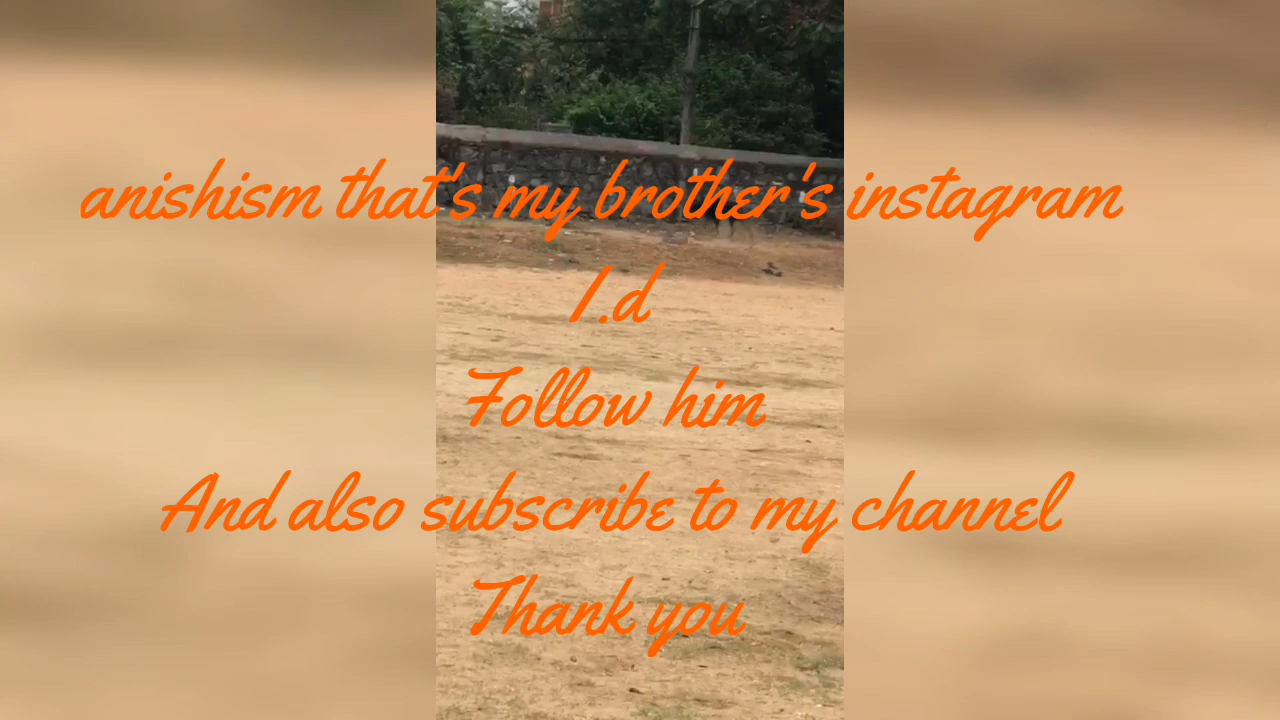 anishism that's my brother's instagram
I.d
Follow him
And also subscribe to my channel
Thank you